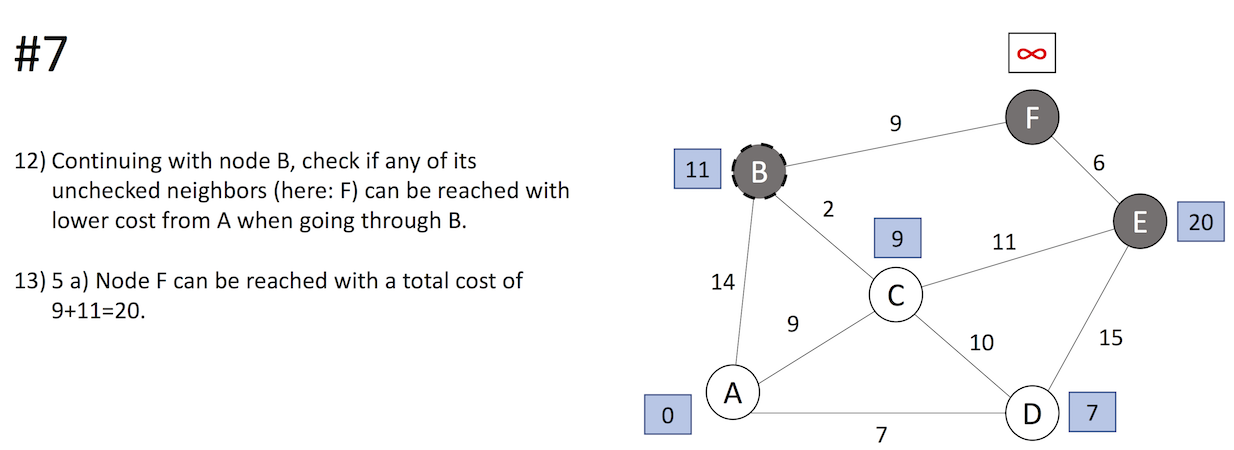 #7
12) Continuing with node B, check if any of its
unchecked neighbors (here: F) can be reached with
lower cost from A when going through B.
13) 5 a) Node F can be reached with a total cost of
9+11=20.
∞
F
9
6
11
B
2
E
20
9
11
14
C
9
10
15
A
0
D
7
7